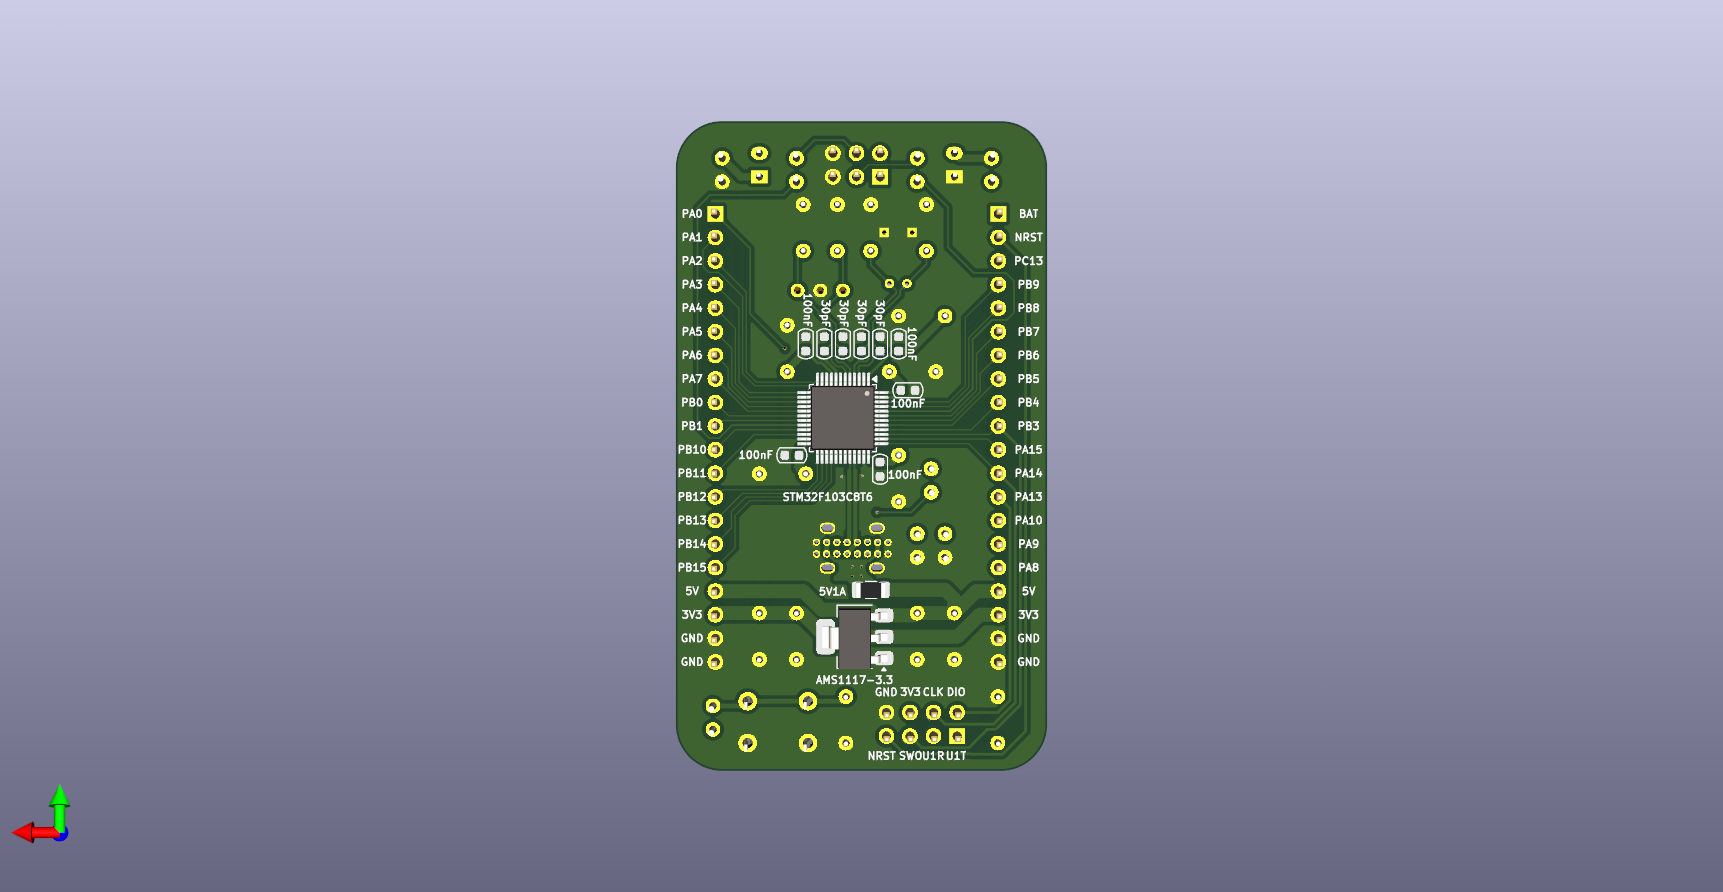 PA0 BAT
PA1 NRST
PA2 PC13
PA3 PB9
PA4 PB8
PA5 PB7
PA6 PB6
PA7 PB5
PB0 PB4
PB1 PB3
PB10 PA15
PB11 PA14
PB12 PA13
PB13 PA10
PB14 PA9
PB15 PA8
5V 5V
3V3 3V3
GND GND
GND GND
100nF
30pF
30pF
30pF
30pF
100nF
100nF
100nF
100nF
STM32F103C8T6
5V1A
AMS1117-3.3
GND 3V3 CLK DIO
NRST SWO U1R U1T